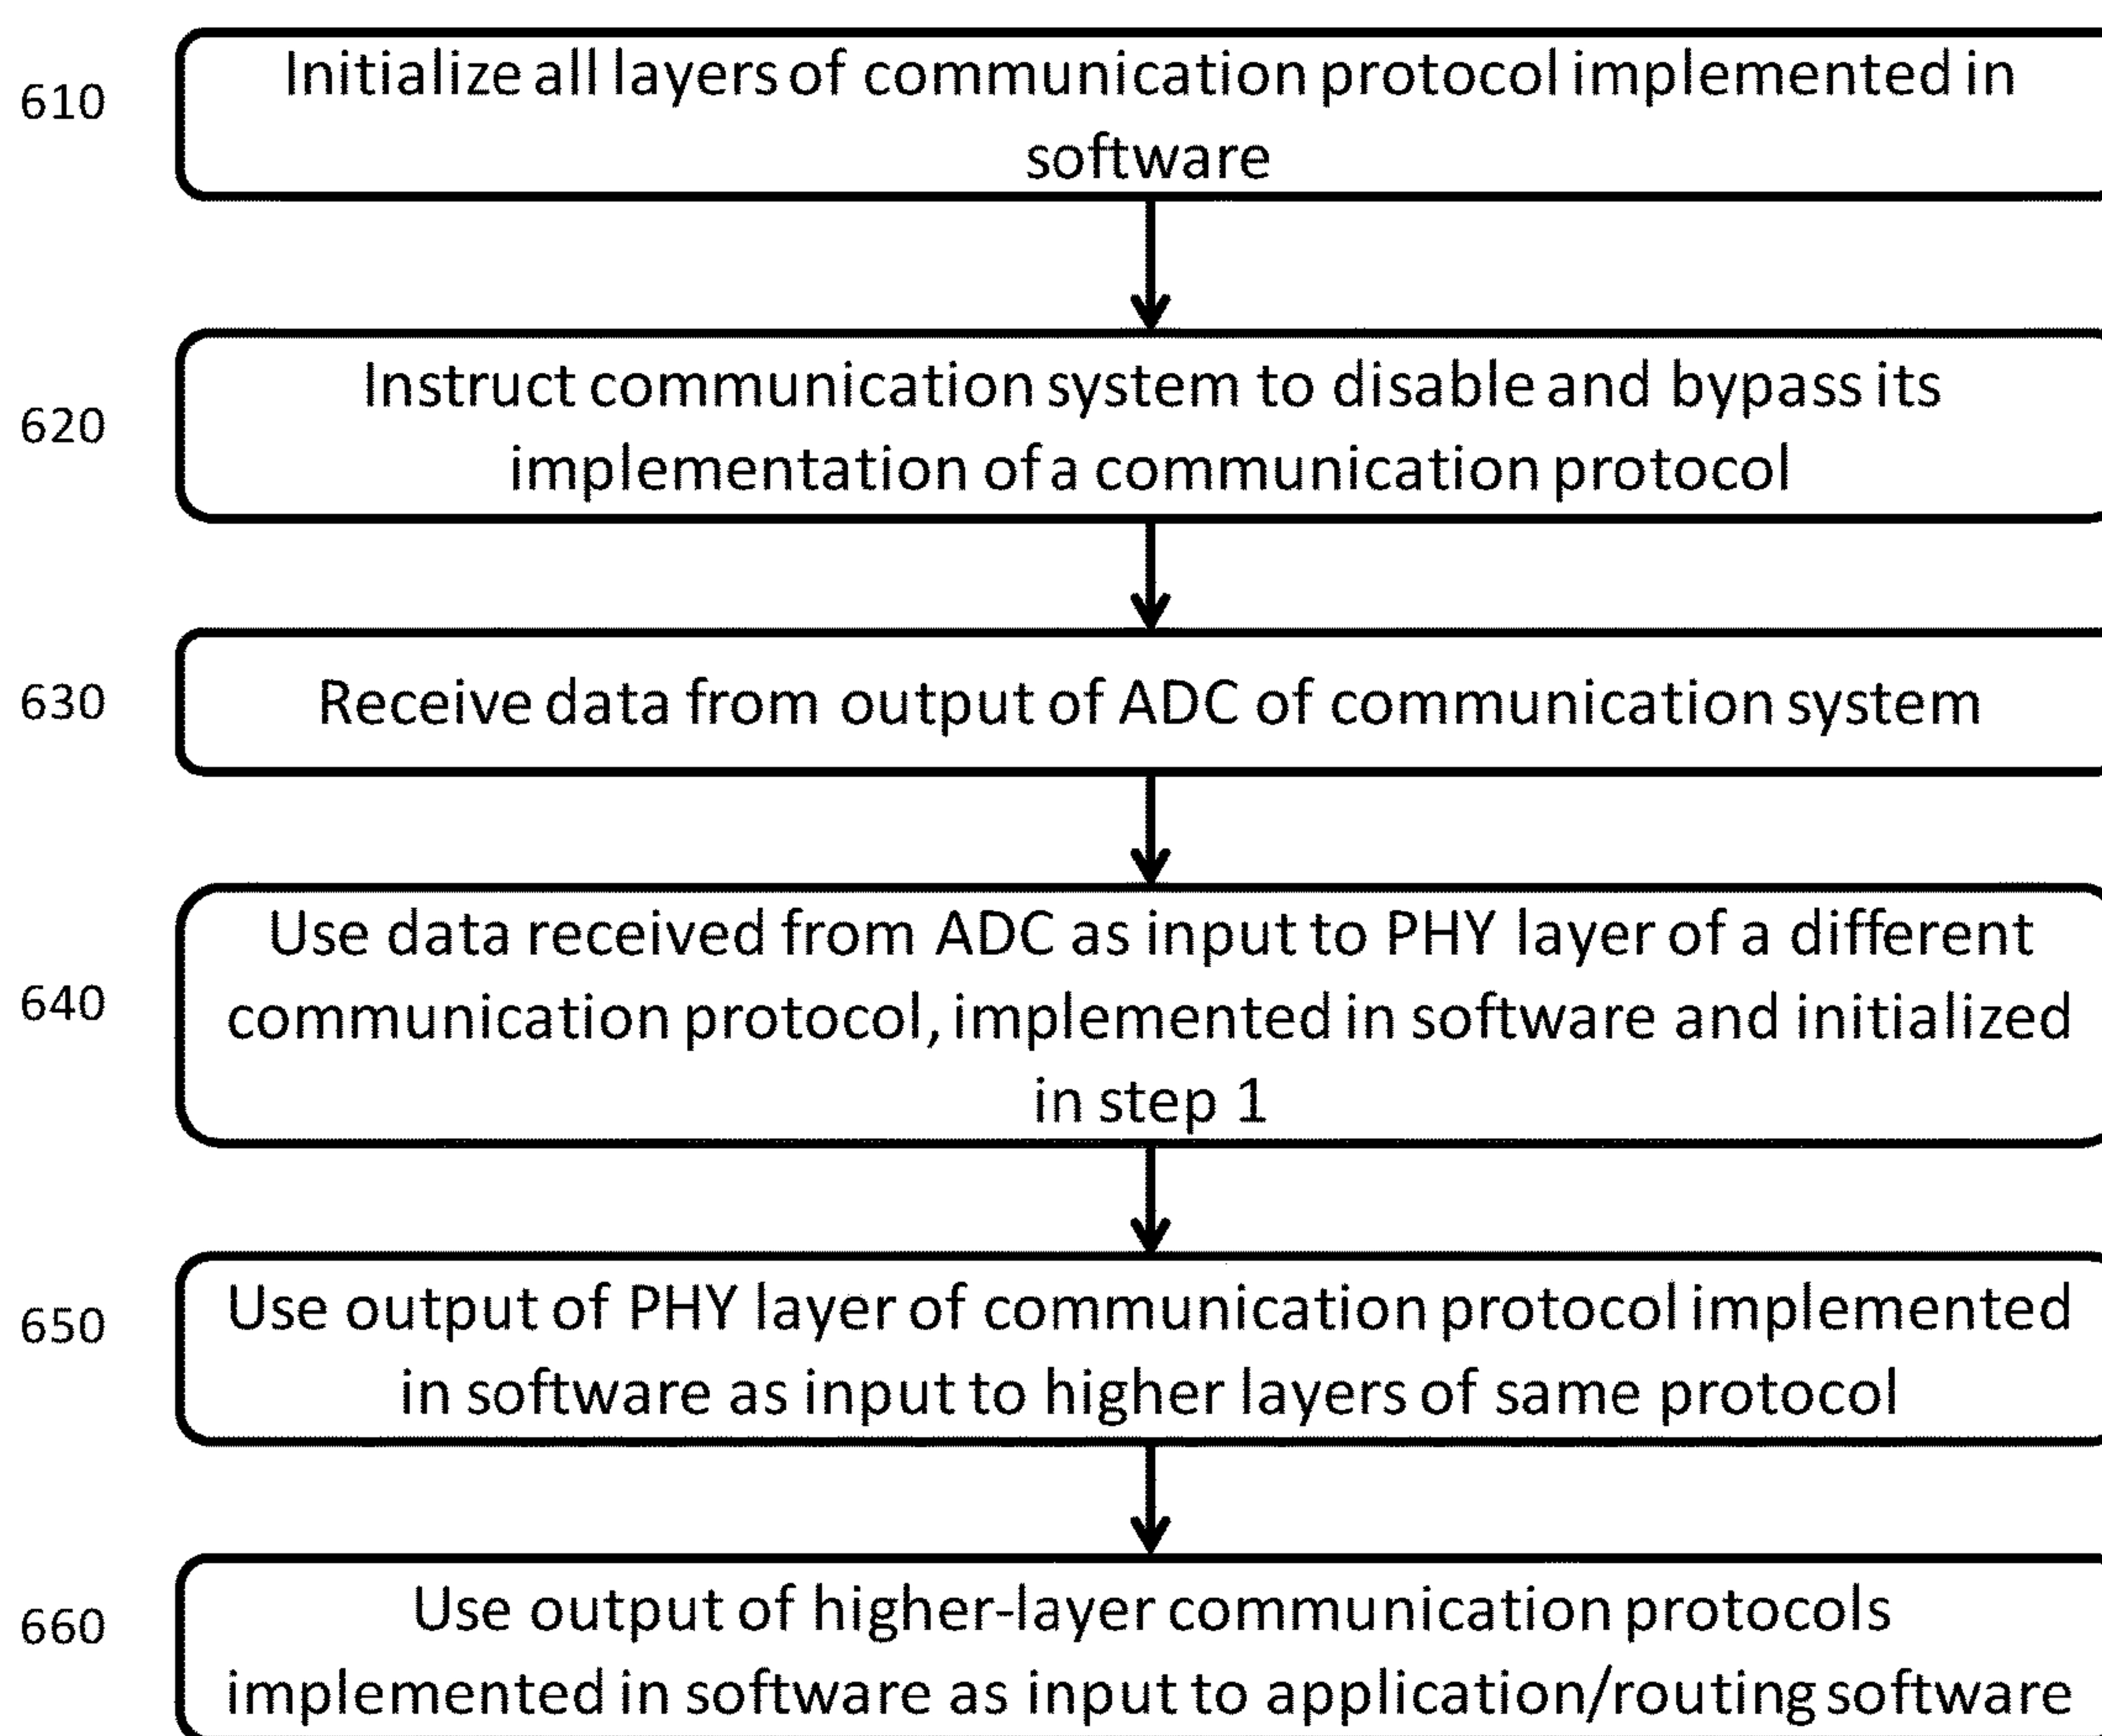 610
Initialize all layers of communication protocol implemented in
software
620
Instruct communication system to disable and bypass its
implementation of a communication protocol
630
Receive data from output of ADC of communication system
640
Use data received from ADC as input to PHY layer of a different
communication protocol, implemented in software and initialized
in step 1
650
Use output of PHY layer of communication protocol implemented
in software as input to higher layers of same protocol
660
Use output of higher-layer communication protocols
implemented in software as input to application/routing software